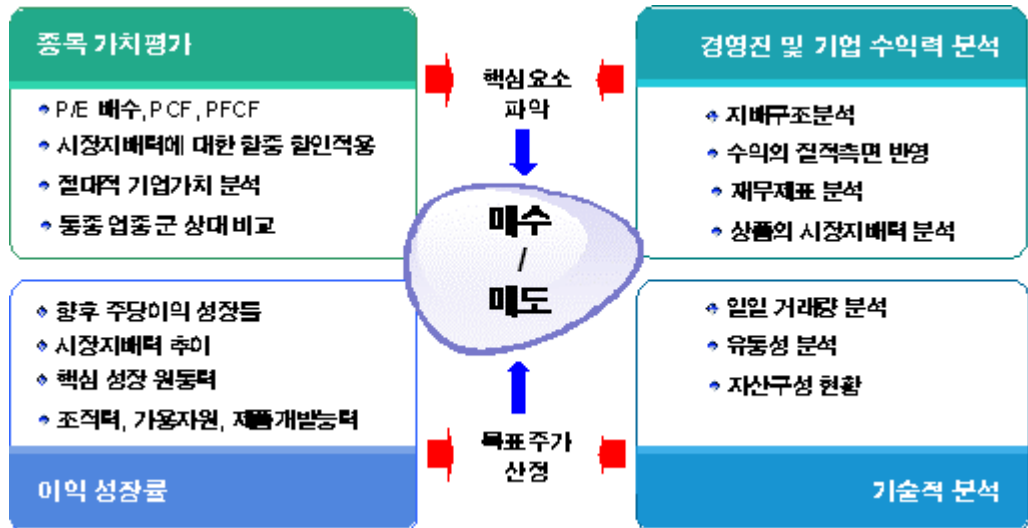 종목 가치평가
• P/E 배수, PCF, PFCF
• 시장지배력에 대한 할증 할인적용
• 절대적 기업가치 분석
• 동종 업종군 상대 비교
핵심요소
파악
경영진 및 기업 수익력 분석
• 지배구조분석
• 수익의 질적측면 반영
• 재무제표 분석
• 상품의 시장지배력 분석
매수
/
매도
• 향후 주당이익 성장률
• 시장지배력 추이
• 핵심 성장 원동력
• 조직력, 가용자원, 제품개발능력
이익 성장률
목표주가
산정
• 일일 거래량 분석
• 유동성 분석
• 자산구성 현황
기술적 분석